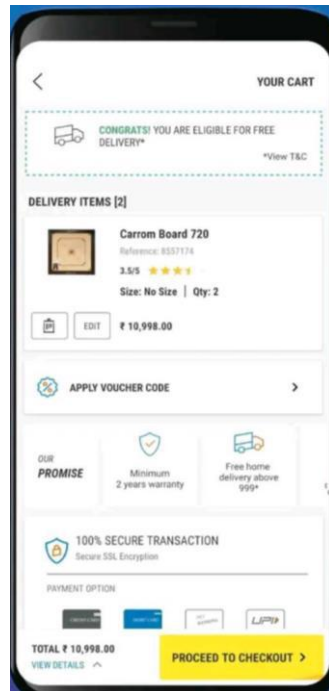 YOUR CART
CONGRATS! YOU ARE ELIGIBLE FOR FREE
DELIVERY*
*View T&C
DELIVERY ITEMS [2]
Carrom Board 720
Reference: 8557174
3.5/5
Size: No Size | Qty: 2
EDIT
₹ 10,998.00
APPLY VOUCHER CODE
OUR
PROMISE
Minimum
2 years warranty
Free home
delivery above
999*
100% SECURE TRANSACTION
Secure SSL Encryption
PAYMENT OPTION
UPI
TOTAL ₹ 10,998.00
VIEW DETAILS
PROCEED TO CHECKOUT >